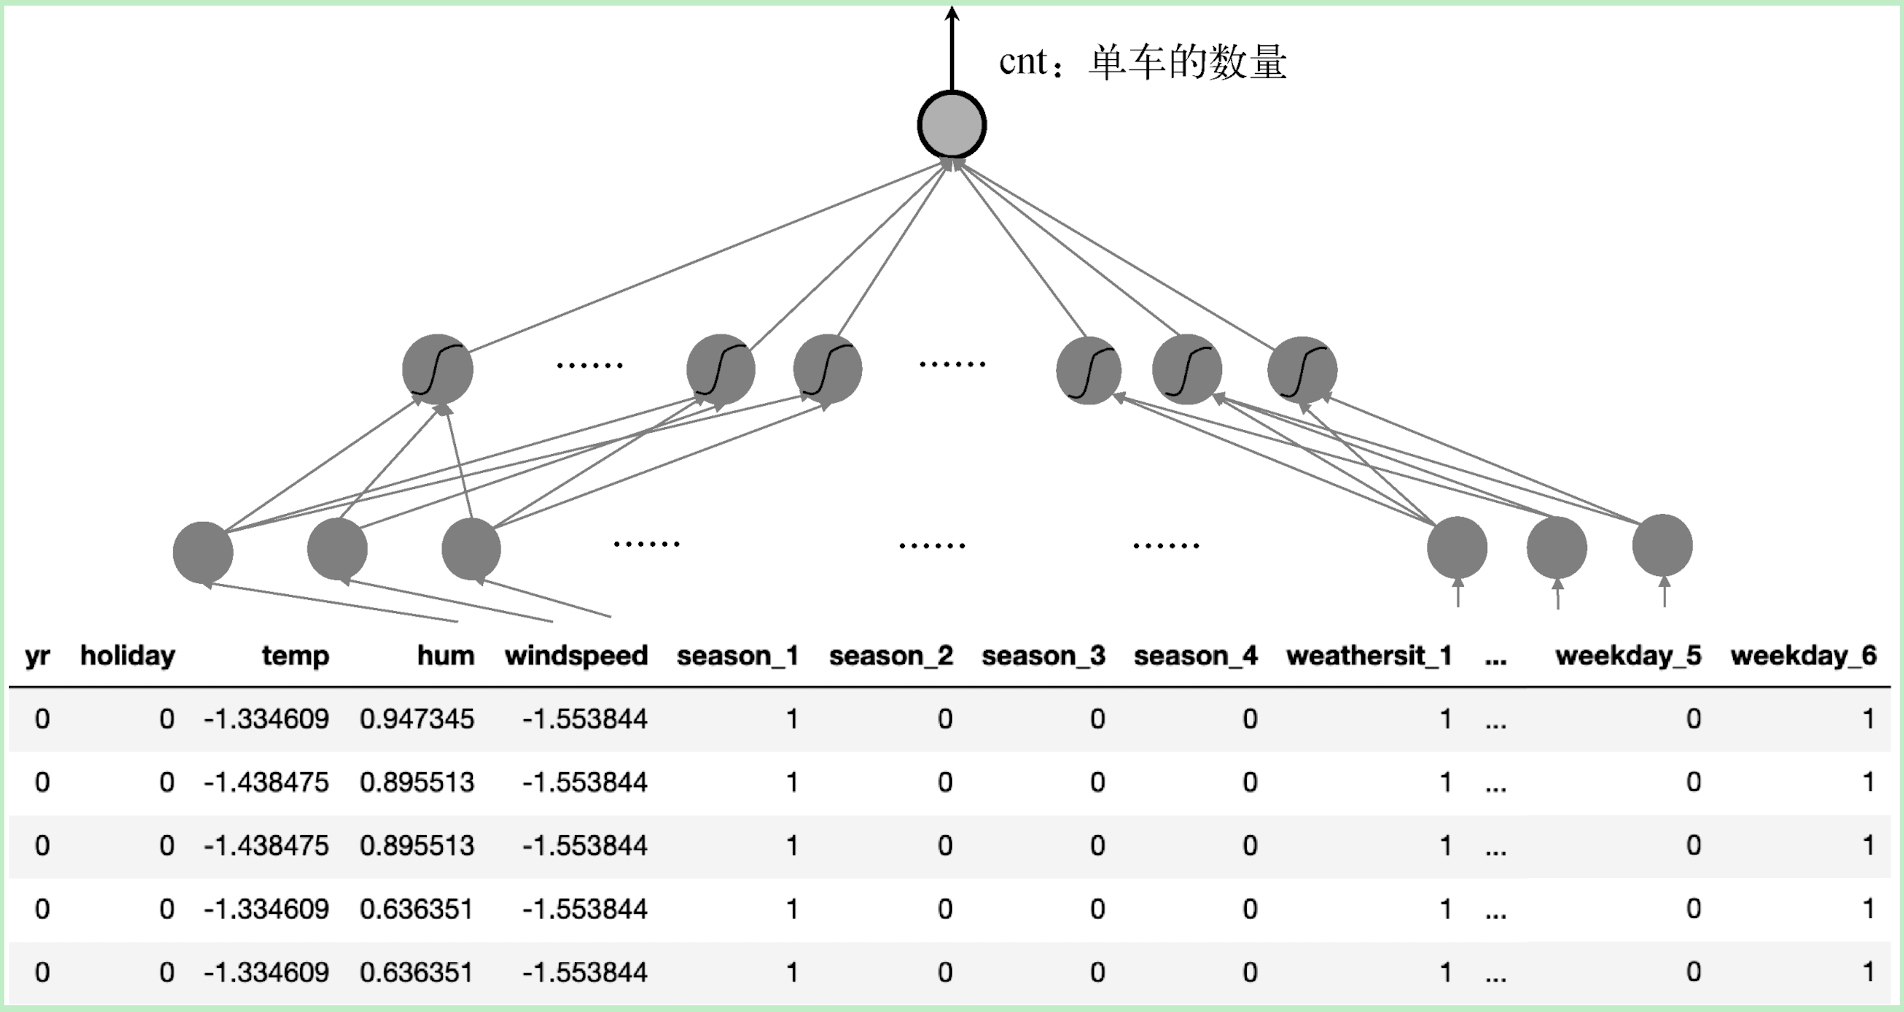 cnt：单车的数量
......
......
......
......
......
yr holiday temp hum windspeed season_1 season_2 season_3 season_4 weathersit_1 ... weekday_5 weekday_6
0 0 -1.334609 0.947345 -1.553844 1 0 0 0 1 ... 0 1
0 0 -1.438475 0.895513 -1.553844 1 0 0 0 1 ... 0 1
0 0 -1.438475 0.895513 -1.553844 1 0 0 0 1 ... 0 1
0 0 -1.334609 0.636351 -1.553844 1 0 0 0 1 ... 0 1
0 0 -1.334609 0.636351 -1.553844 1 0 0 0 1 ... 0 1